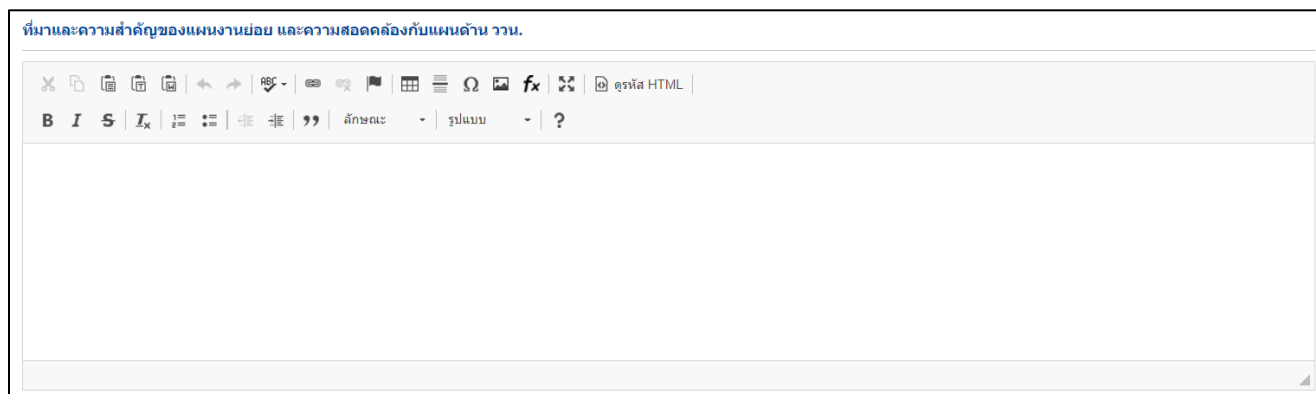 ที่มาและความสำคัญของแผนงานย่อย และความสอดคล้องกับแผนด้าน ววน.
ABC fx ดูรหัส HTML
B I S Ix ลักษณะ รูปแบบ ?